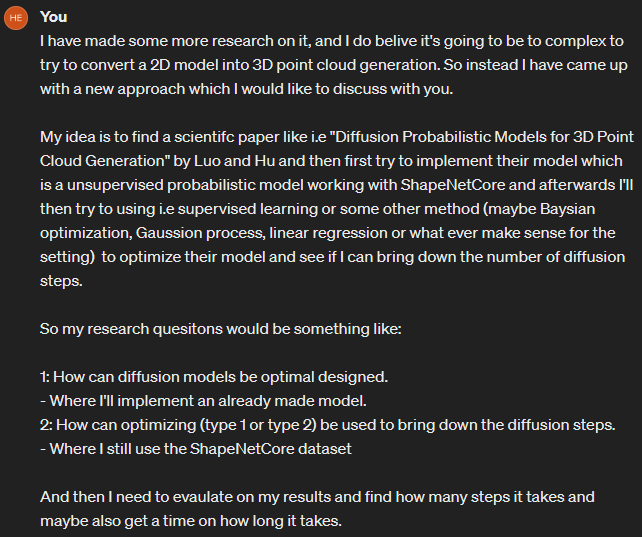 HE
You
I have made some more research on it, and I do belive it's going to be to complex to
try to convert a 2D model into 3D point cloud generation. So instead I have came up
with a new approach which I would like to discuss with you.
My idea is to find a scientifc paper like i.e "Diffusion Probabilistic Models for 3D Point
Cloud Generation" by Luo and Hu and then first try to implement their model which
is a unsupervised probabilistic model working with ShapeNetCore and afterwards I'll
then try to using i.e supervised learning or some other method (maybe Baysian
optimization, Gaussion process, linear regression or what ever make sense for the
setting)  to optimize their model and see if I can bring down the number of diffusion
steps.
So my research quesitons would be something like:
1: How can diffusion models be optimal designed.
- Where I'll implement an already made model.
2: How can optimizing (type 1 or type 2) be used to bring down the diffusion steps.
- Where I still use the ShapeNetCore dataset
And then I need to evaulate on my results and find how many steps it takes and
maybe also get a time on how long it takes.